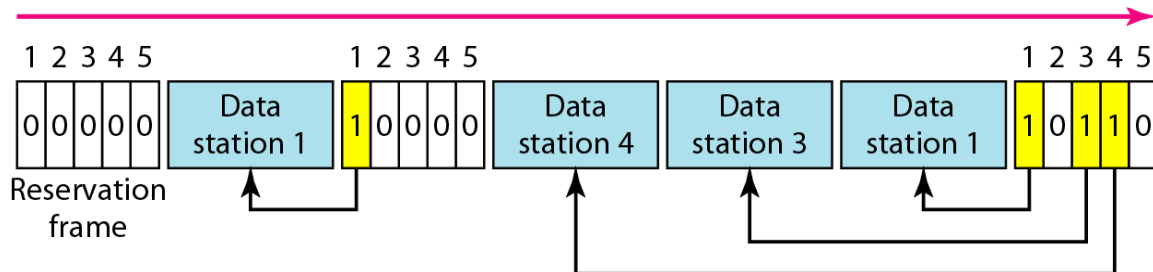 1 2 3 4 5 1 2 3 4 5 1 2 3 4 5
0 0 0 0 0 Data station 1 1 0 0 0 0 Data station 4 Data station 3 Data station 1 1 0 1 1 0
Reservation
frame